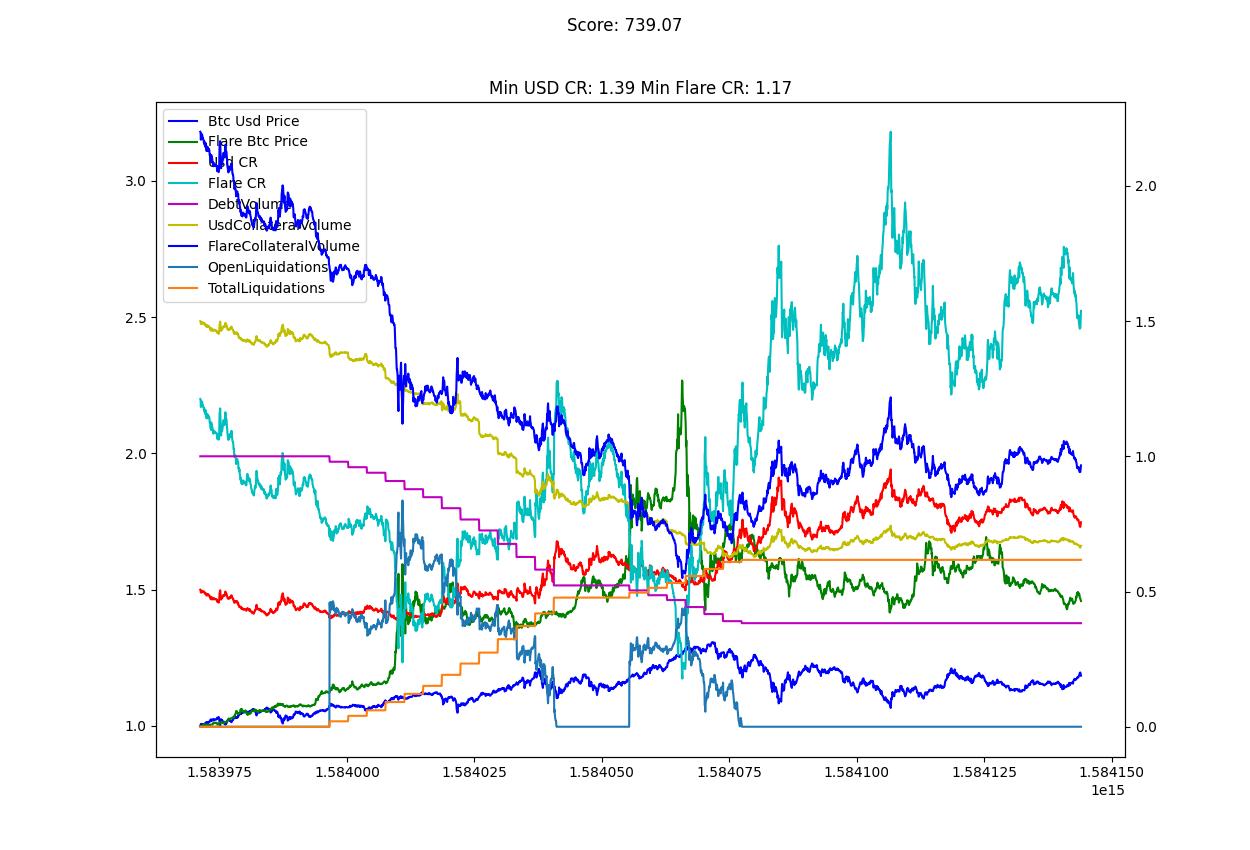 Score: 739.07
Min USD CR: 1.39 Min Flare CR: 1.17
Btc Usd Price
Flare Btc Price
Usd CR
Flare CR
DebtVolume
UsdCollateralVolume
FlareCollateralVolume
OpenLiquidations
TotalLiquidations
3.0
2.5
2.0
1.5
1.0
2.0
1.5
1.0
0.5
0.0
1.583975
1.584000
1.584025
1.584050
1.584075
1.584100
1.584125
1.584150
1e15